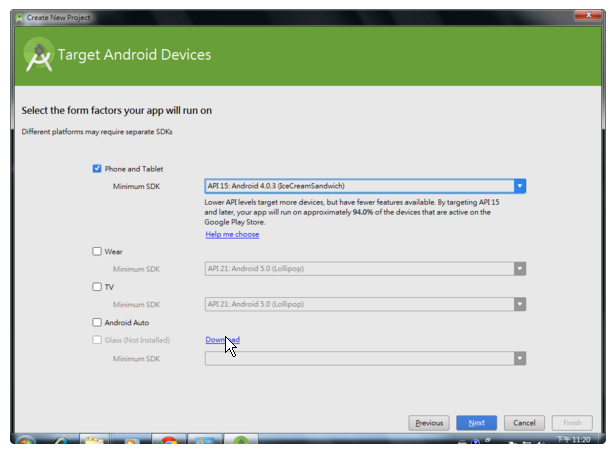 Create New Project
Target Android Devices
Select the form factors your app will run on
Different platforms may require separate SDKs
Phone and Tablet
Minimum SDK
API 15: Android 4.0.3 (IceCreamSandwich)
Lower API levels target more devices, but have fewer features available. By targeting API 15
and later, your app will run on approximately 94.0% of the devices that are active on the
Google Play Store.
Help me choose
Wear
Minimum SDK
API 21: Android 5.0 (Lollipop)
TV
Minimum SDK
API 21: Android 5.0 (Lollipop)
Android Auto
Glass (Not Installed)
Download
Minimum SDK
Previous
Next
Cancel
Finish
下午 11:20